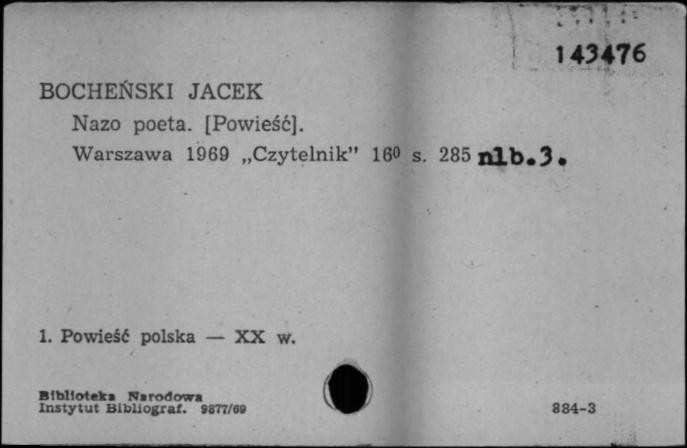 143476
BOCHEŃSKI JACEK
Nazo poeta. [Powieść].
Warszawa 1969 „Czytelnik” 16⁰ s. 285 nlb.3.
1. Powieść polska — XX w.
Biblioteka Narodowa
Instytut Bibliograf. 9877/69
884-3